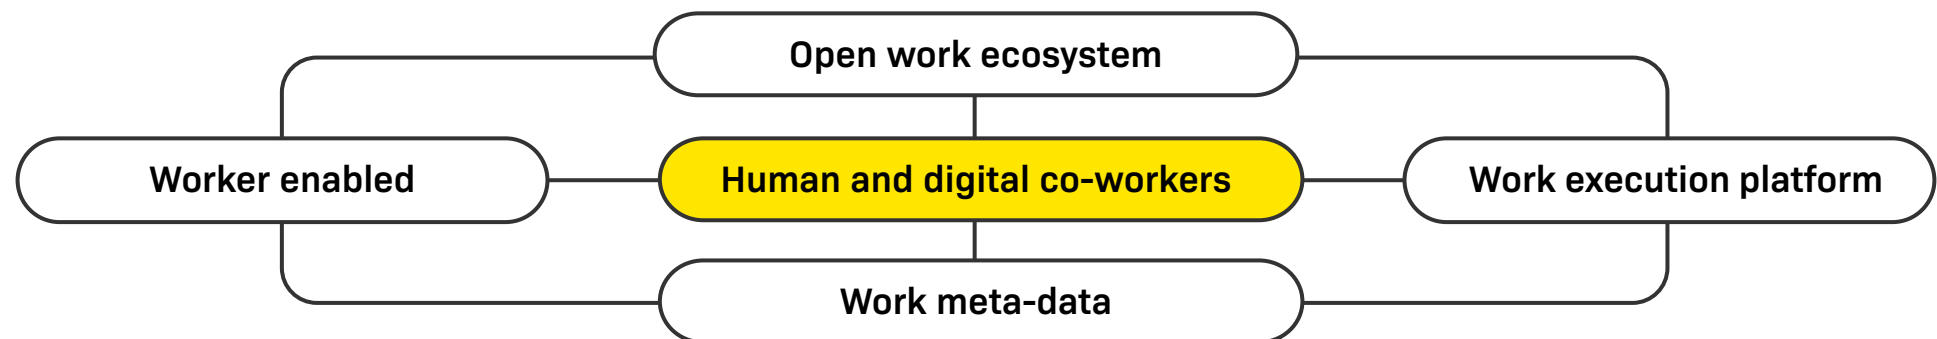 Open work ecosystem
Worker enabled
Human and digital co-workers
Work execution platform
Work meta-data